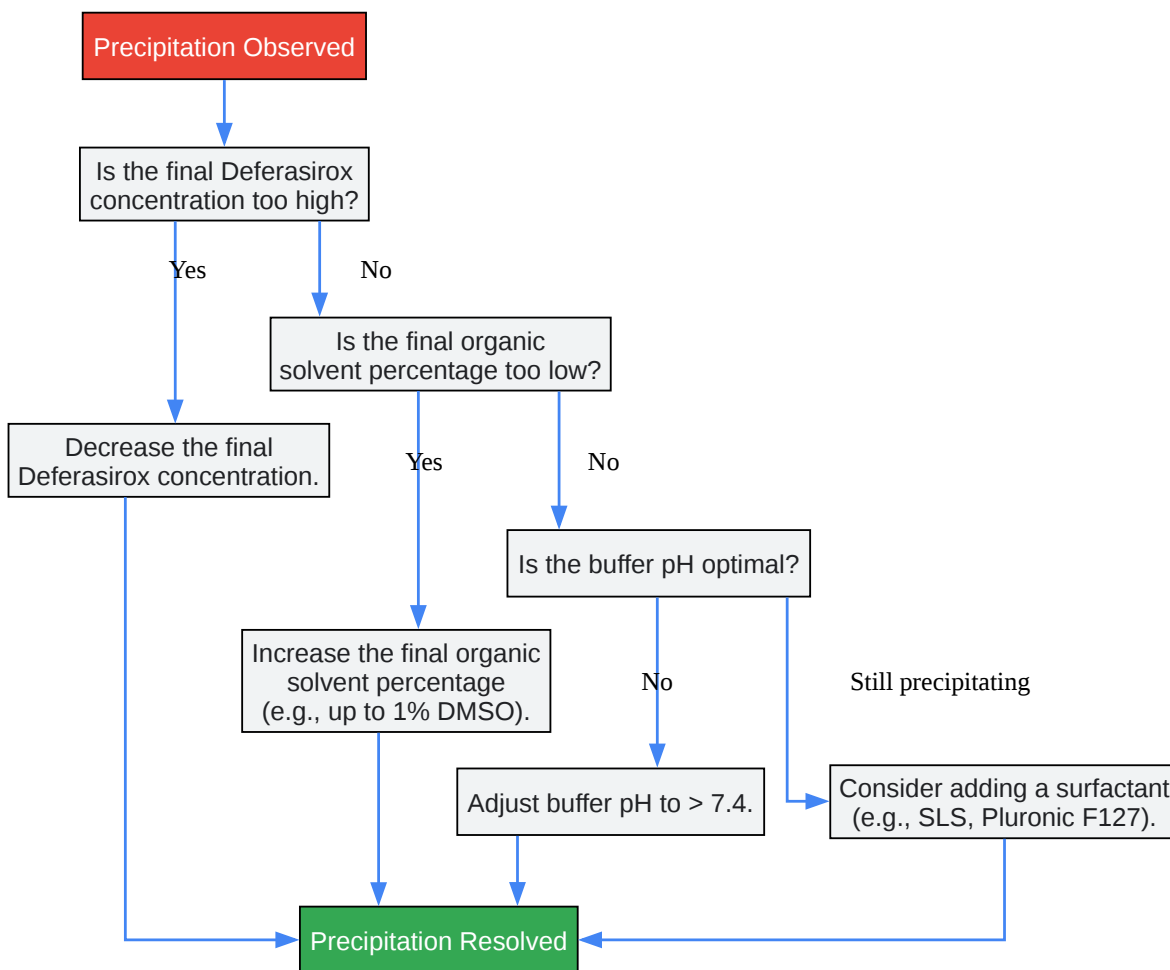 Precipitation Observed
Is the final Deferasirox
concentration too high?
Yes
No
Is the final organic
solvent percentage too low?
Decrease the final
Deferasirox concentration.
Yes
No
Is the buffer pH optimal?
Increase the final organic
solvent percentage
(e.g., up to 1% DMSO).
No
Still precipitating
Adjust buffer pH to > 7.4.
Consider adding a surfactant
(e.g., SLS, Pluronic F127).
Precipitation Resolved